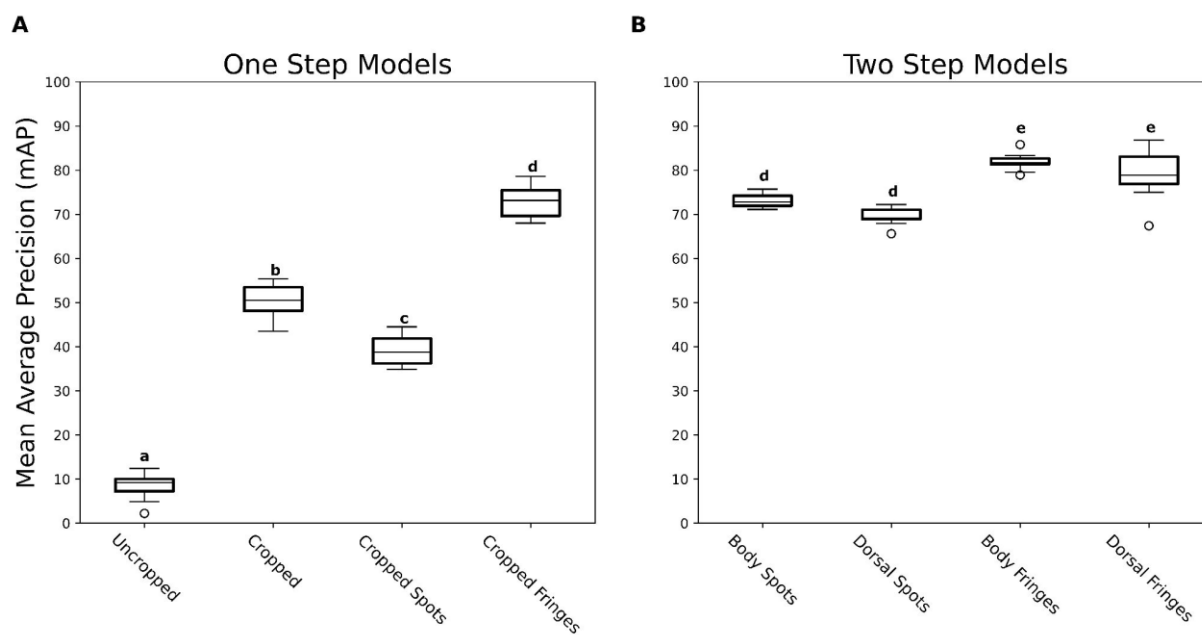 A
One Step Models
Mean Average Precision (mAP)
100
90
80
70
60
50
40
30
20
10
0
a
b
c
d
Uncropped
Cropped
Cropped Spots
Cropped Fringes
B
Two Step Models
100
90
80
70
60
50
40
30
20
10
0
d
d
e
e
Body Spots
Dorsal Spots
Body Fringes
Dorsal Fringes